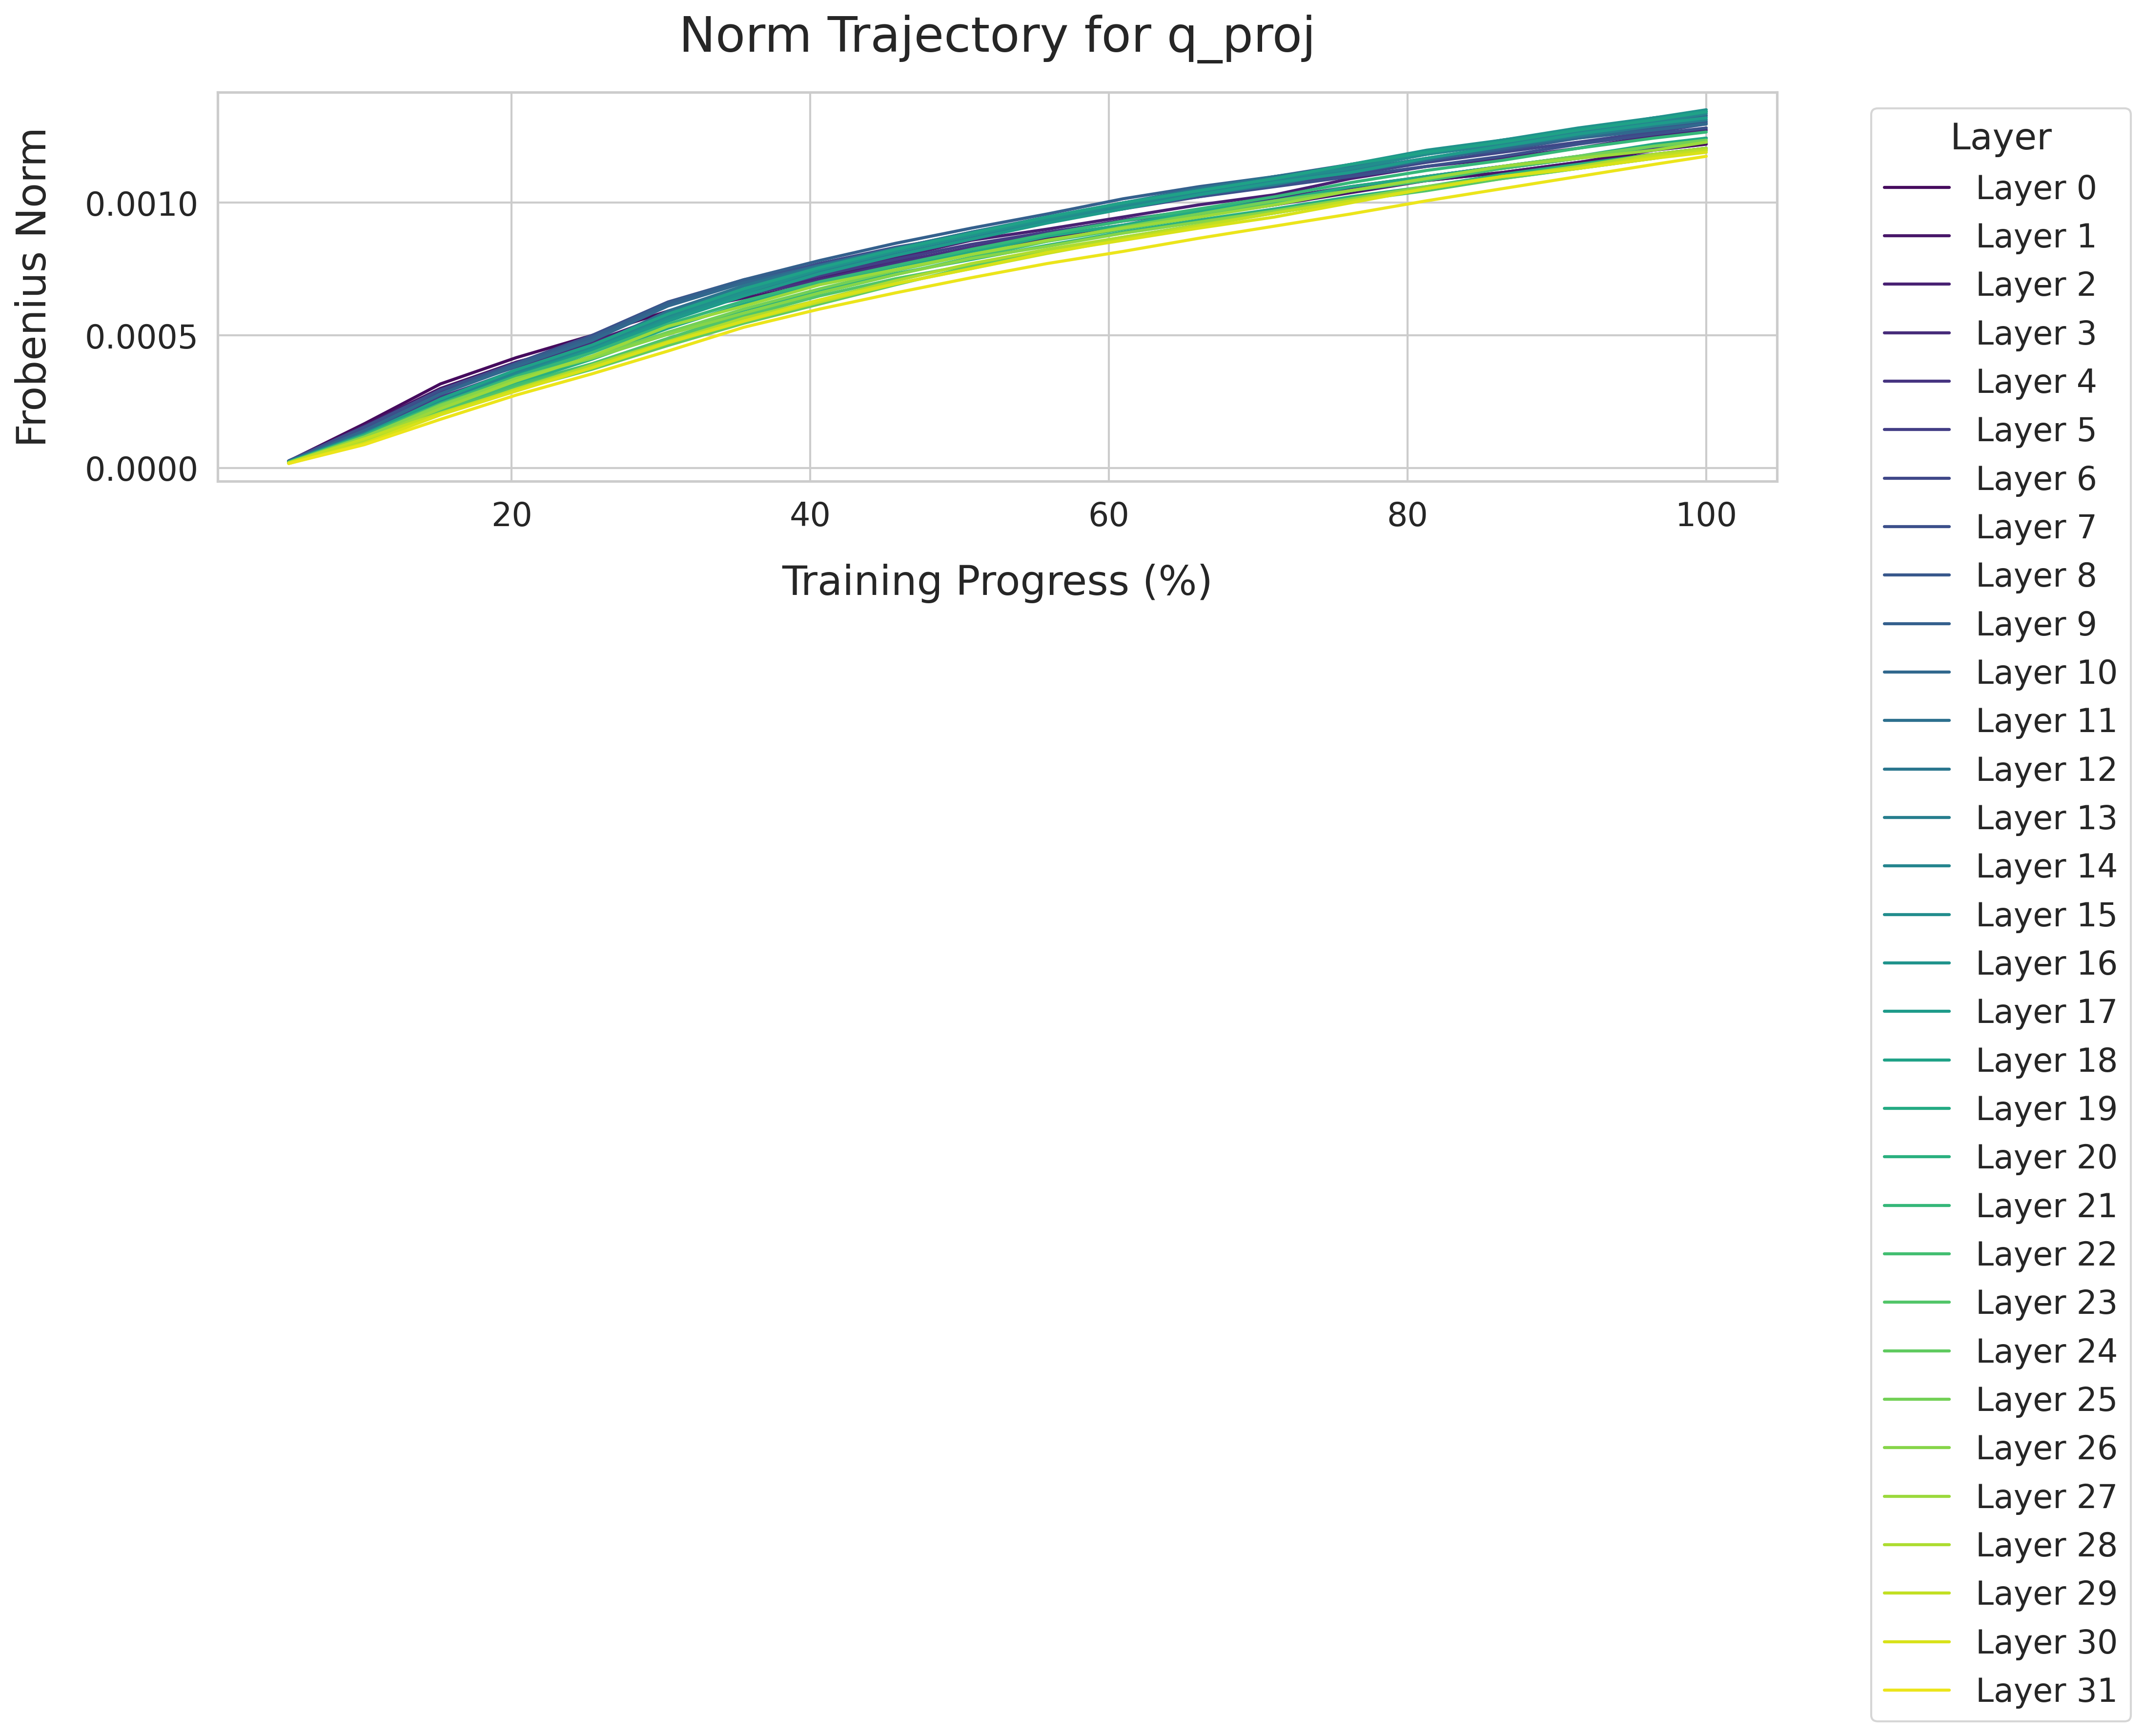 Norm Trajectory for q_proj
Frobenius Norm
0.0010
0.0005
0.0000
20 40 60 80 100
Training Progress (%)
Layer
Layer 0
Layer 1
Layer 2
Layer 3
Layer 4
Layer 5
Layer 6
Layer 7
Layer 8
Layer 9
Layer 10
Layer 11
Layer 12
Layer 13
Layer 14
Layer 15
Layer 16
Layer 17
Layer 18
Layer 19
Layer 20
Layer 21
Layer 22
Layer 23
Layer 24
Layer 25
Layer 26
Layer 27
Layer 28
Layer 29
Layer 30
Layer 31